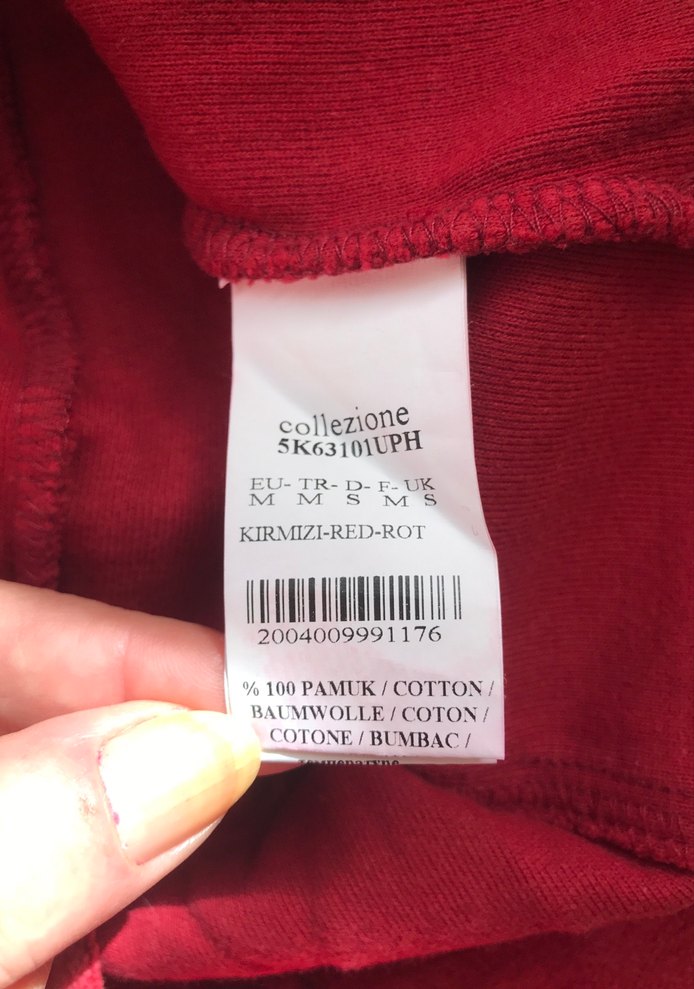 collezione
5K63101UPH
EU- TR- D- F- UK
M M S M S
KIRMIZI-RED-ROT
2004009991176
% 100 PAMUK / COTTON /
BAUMWOLLE / COTON /
COTONE / BUMBAC /